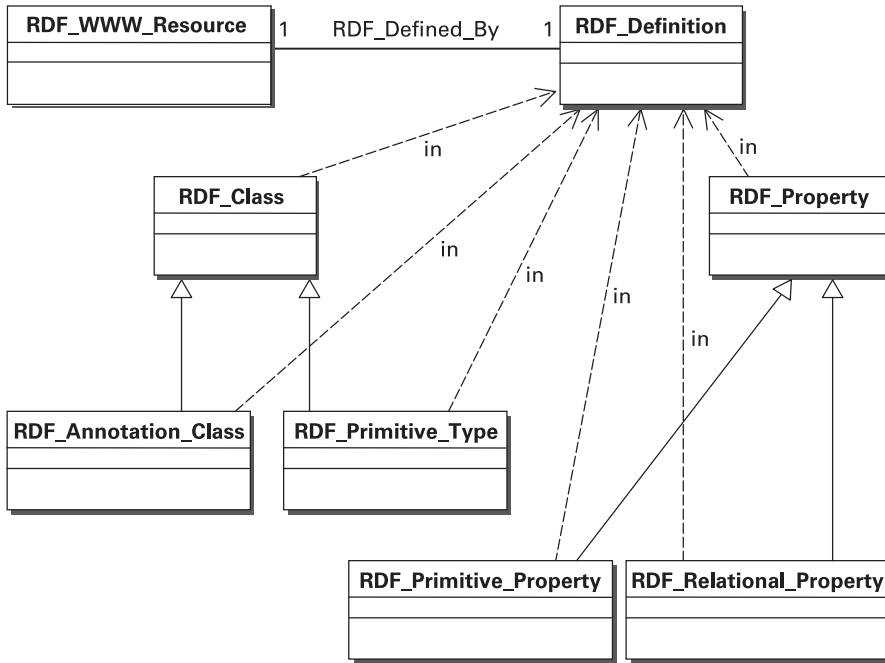 RDF_WWW_Resource
1 RDF_Defined_By 1
RDF_Definition
in
in
RDF_Class
RDF_Property
in
in
in
in
RDF_Annotation_Class
RDF_Primitive_Type
RDF_Primitive_Property
RDF_Relational_Property